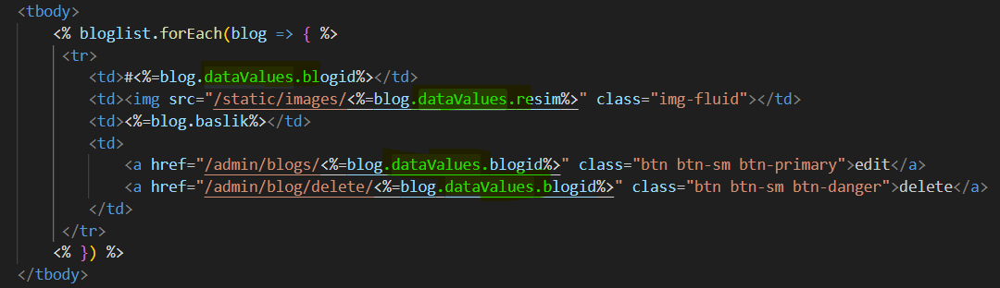 <tbody>
<% bloglist.forEach(blog => { %>
<tr>
<td>#<%=blog.dataValues.blogid%></td>
<td><img src="/static/images/<%=blog.dataValues.resim%>" class="img-fluid"></td>
<td><%=blog.baslik%></td>
<td>
<a href="/admin/blogs/<%=blog.dataValues.blogid%>" class="btn btn-sm btn-primary">edit</a>
<a href="/admin/blog/delete/<%=blog.dataValues.blogid%>" class="btn btn-sm btn-danger">delete</a>
</td>
</tr>
<% }) %>
</tbody>